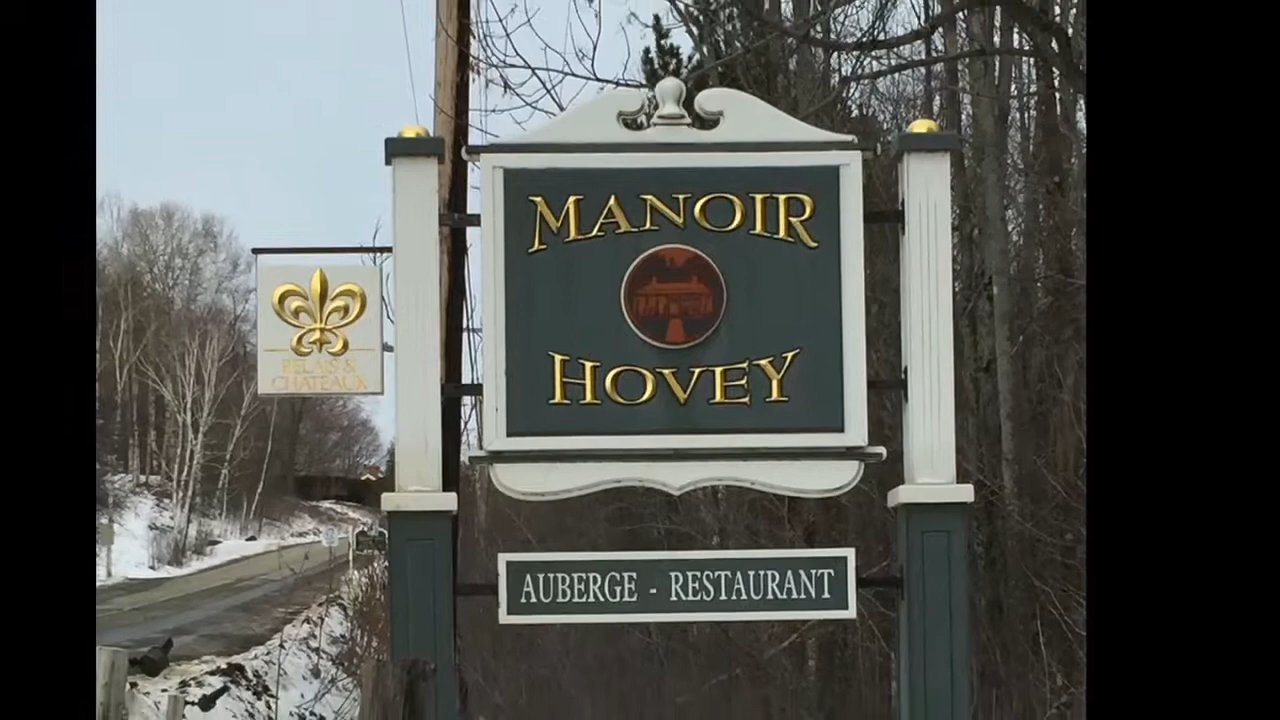 MANOIR
HOVEY
RELAIS &
CHATEAUX
AUBERGE - RESTAURANT